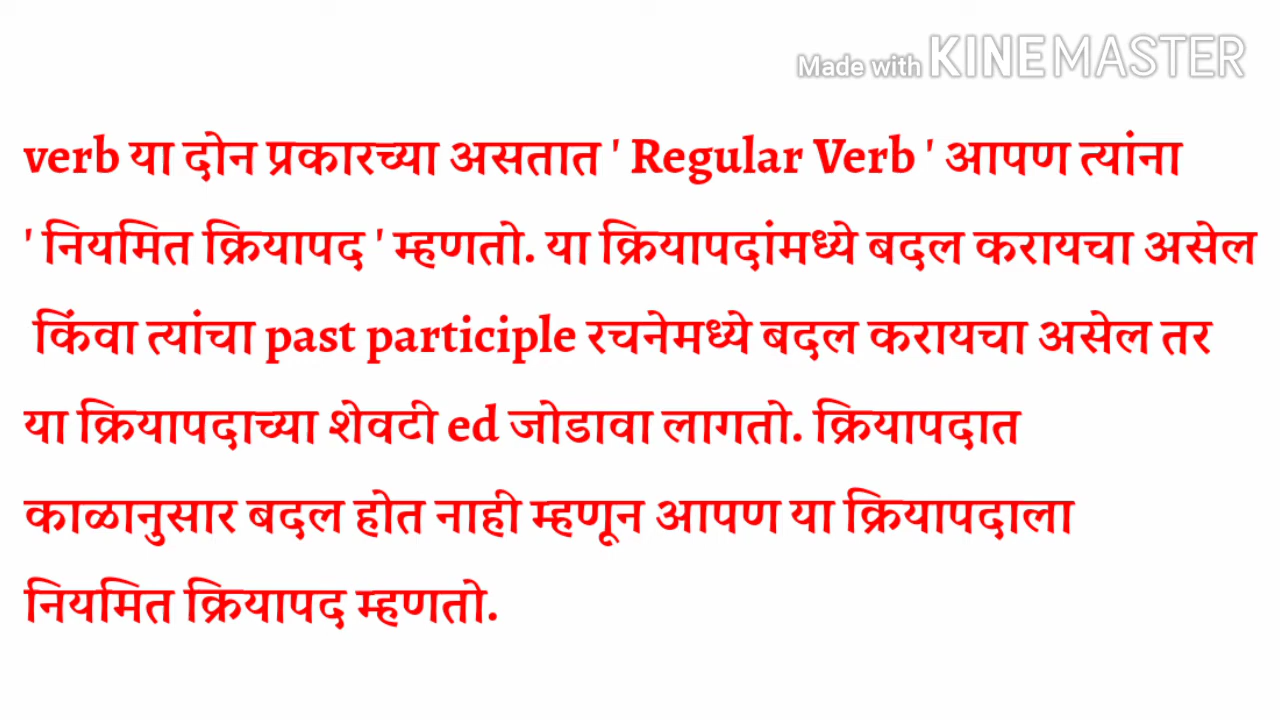 Made with KINEMASTER
verb या दोन प्रकारच्या असतात ' Regular Verb ' आपण त्यांना
' नियमित क्रियापद ' म्हणतो. या क्रियापदांमध्ये बदल करायचा असेल
किंवा त्यांचा past participle रचनेमध्ये बदल करायचा असेल तर
या क्रियापदाच्या शेवटी ed जोडावा लागतो. क्रियापदात
काळानुसार बदल होत नाही म्हणून आपण या क्रियापदाला
नियमित क्रियापद म्हणतो.